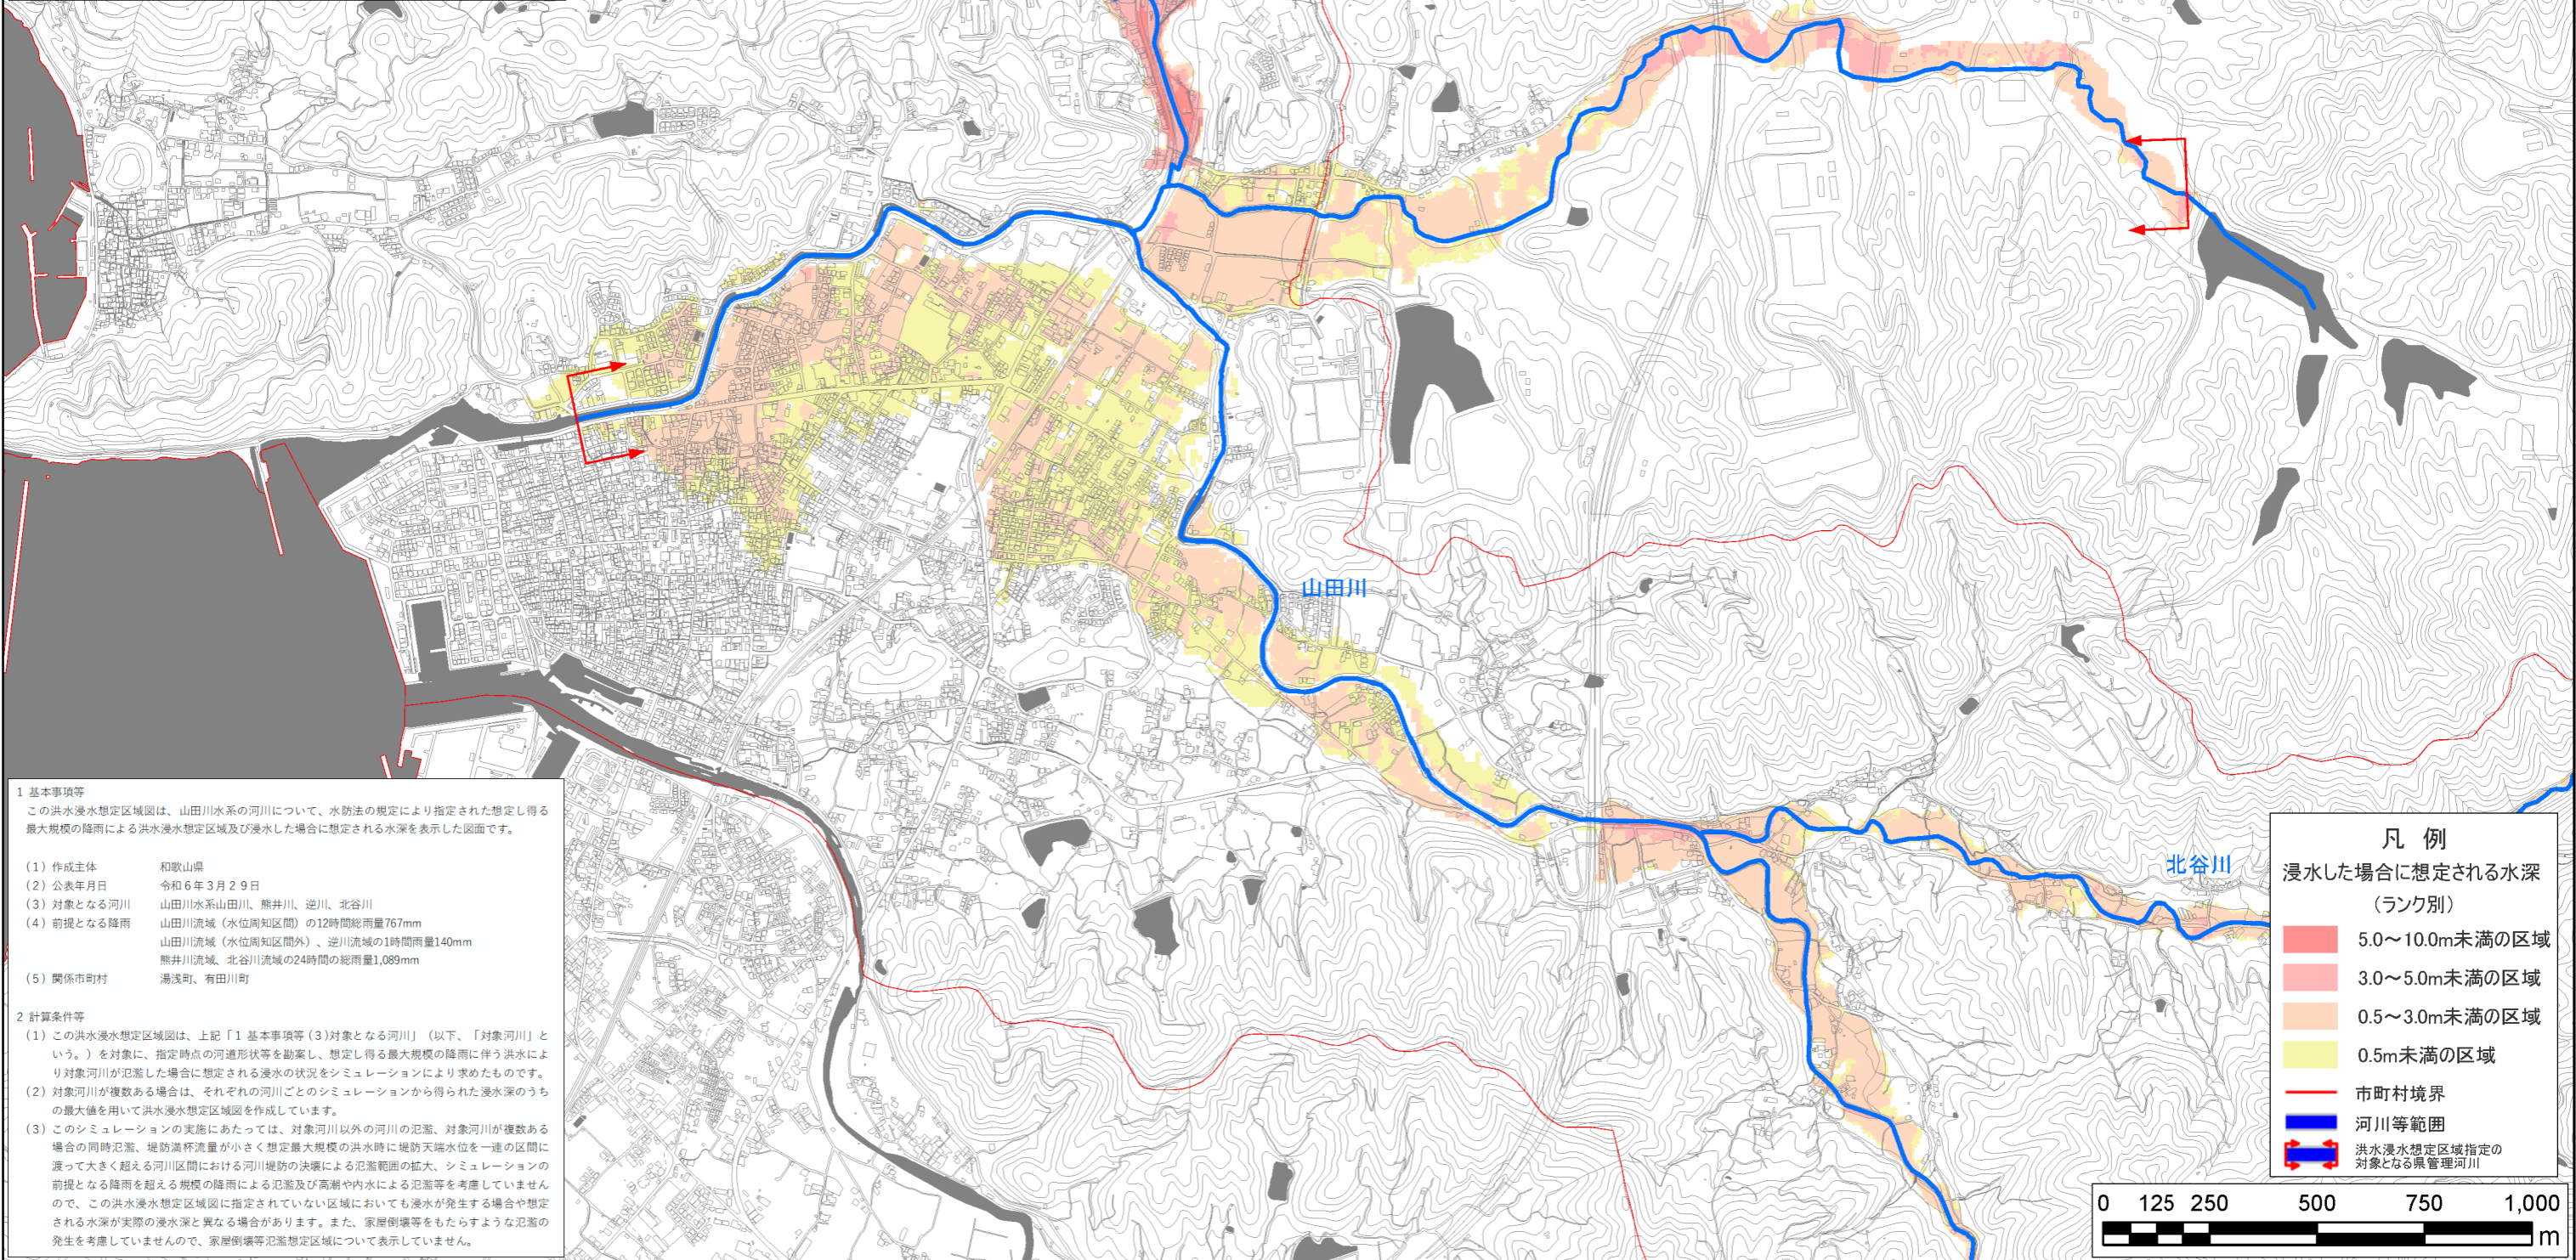 山田川
北谷川
1 基本事項等
この洪水浸水想定区域図は、山田川水系の河川について、水防法の規定により指定された想定し得る
最大規模の降雨による洪水浸水想定区域及び浸水した場合に想定される水深を表示した図面です。
（1）作成主体 和歌山県
（2）公表年月日 令和６年３月２９日
（3）対象となる河川 山田川水系山田川、熊井川、逆川、北谷川
（4）前提となる降雨 山田川流域（水位周知区間）の12時間総雨量767mm
山田川流域（水位周知区間外）、逆川流域の1時間雨量140mm
熊井川流域、北谷川流域の24時間の総雨量1,089mm
（5）関係市町村 湯浅町、有田川町
2 計算条件等
（1）この洪水浸水想定区域図は、上記「1 基本事項等（3)対象となる河川」（以下、「対象河川」と
いう。）を対象に、指定時点の河道形状等を勘案し、想定し得る最大規模の降雨に伴う洪水によ
り対象河川が氾濫した場合に想定される浸水の状況をシミュレーションにより求めたものです。
（2）対象河川が複数ある場合は、それぞれの河川ごとのシミュレーションから得られた浸水深のうち
の最大値を用いて洪水浸水想定区域図を作成しています。
（3）このシミュレーションの実施にあたっては、対象河川以外の河川の氾濫、対象河川が複数ある
場合の同時氾濫、堤防満杯流量が小さく想定最大規模の洪水時に堤防天端水位を一連の区間に
渡って大きく超える河川区間における河川堤防の決壊による氾濫範囲の拡大、シミュレーションの
前提となる降雨を超える規模の降雨による氾濫及び高潮や内水による氾濫等を考慮していません
ので、この洪水浸水想定区域図に指定されていない区域においても浸水が発生する場合や想定
される水深が実際の浸水深と異なる場合があります。また、家屋倒壊等をもたらすような氾濫の
発生を考慮していませんので、家屋倒壊等氾濫想定区域について表示していません。
凡 例
浸水した場合に想定される水深
（ランク別）
5.0～10.0m未満の区域
3.0～5.0m未満の区域
0.5～3.0m未満の区域
0.5m未満の区域
市町村境界
河川等範囲
洪水浸水想定区域指定の
対象となる県管理河川
0 125 250 500 750 1,000
m